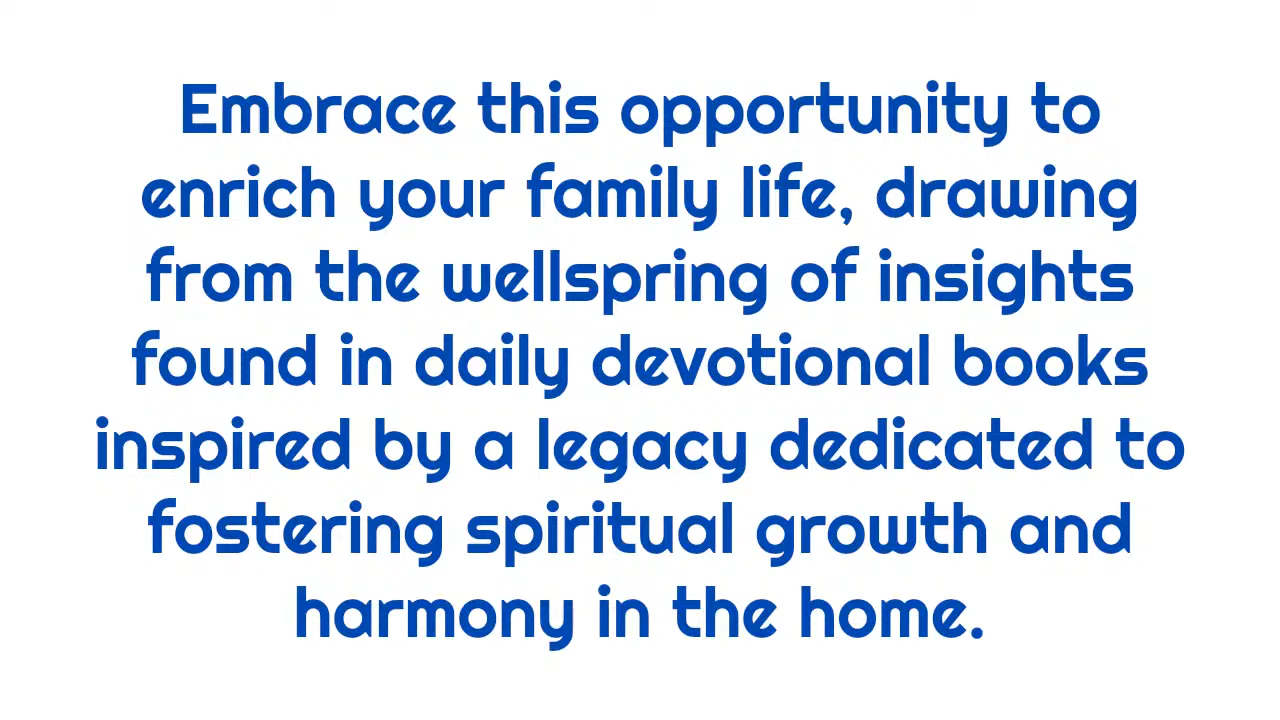 Embrace this opportunity to
enrich your family life, drawing
from the wellspring of insights
found in daily devotional books
inspired by a legacy dedicated to
fostering spiritual growth and
harmony in the home.